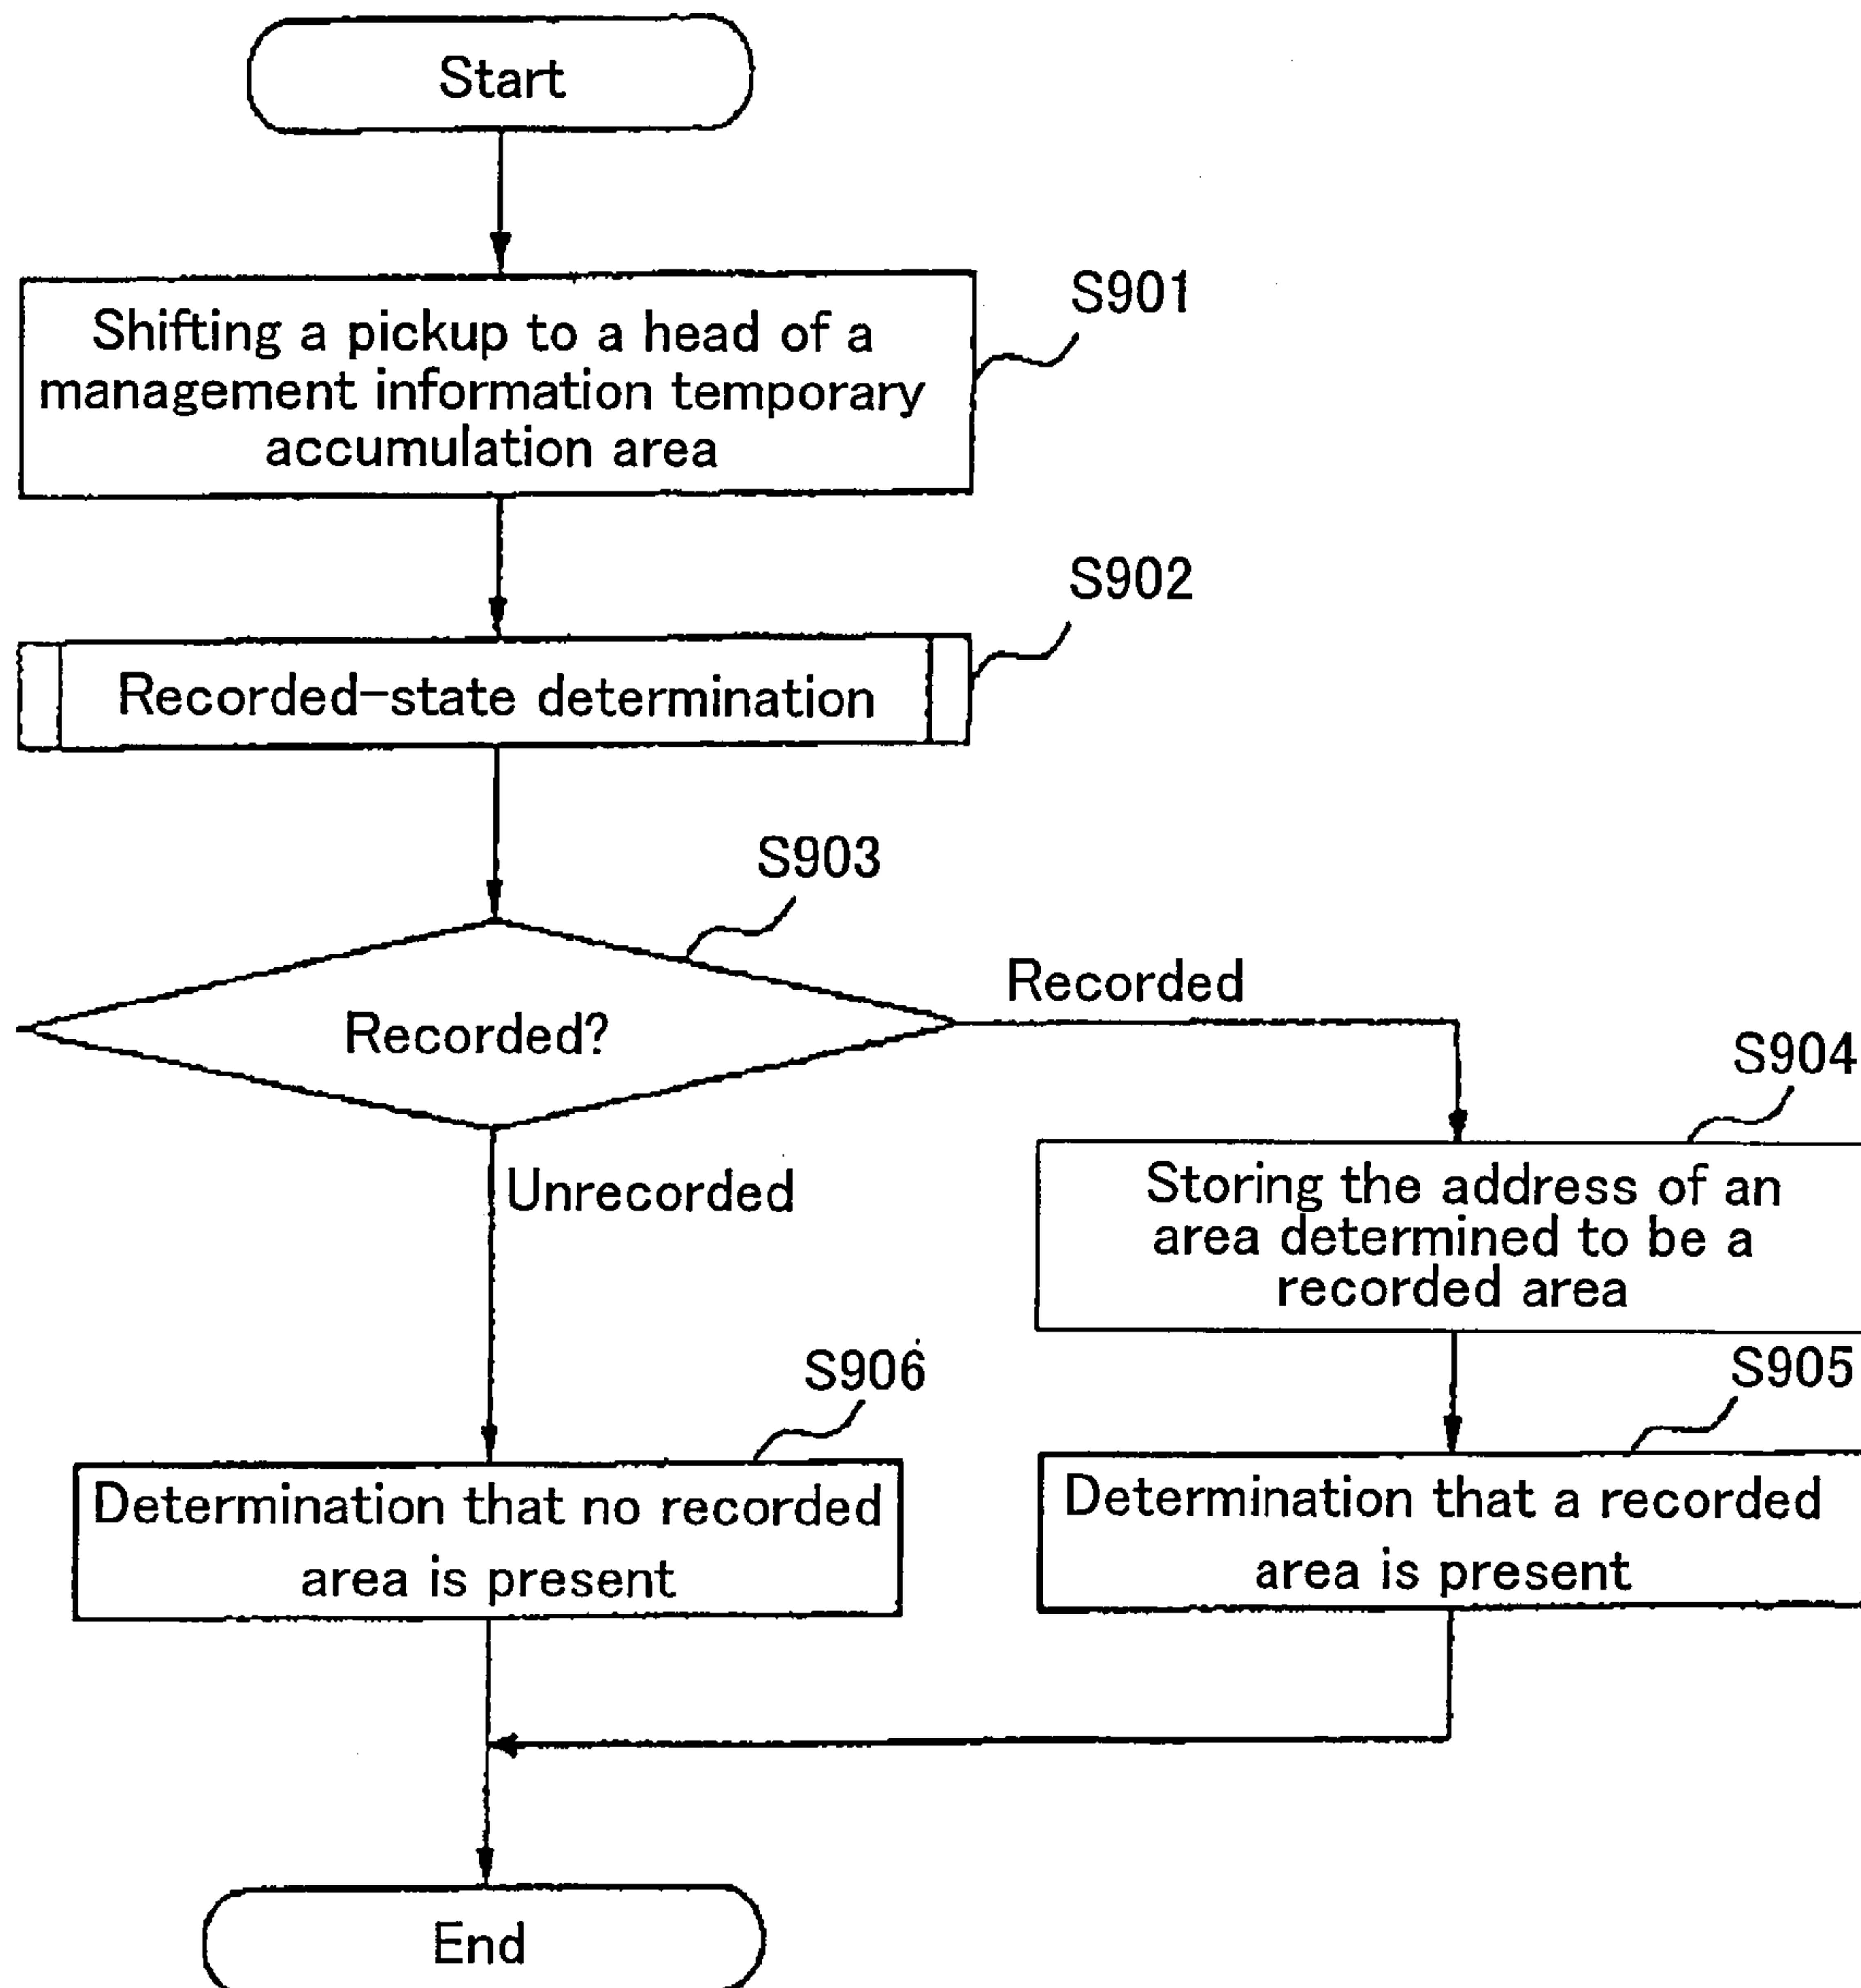 Start
S901
Shifting a pickup to a head of a
management information temporary
accumulation area
S902
Recorded-state determination
S903
Recorded?
Recorded
Unrecorded
S904
Storing the address of an
area determined to be a
recorded area
S906
Determination that no recorded
area is present
S905
Determination that a recorded
area is present
End